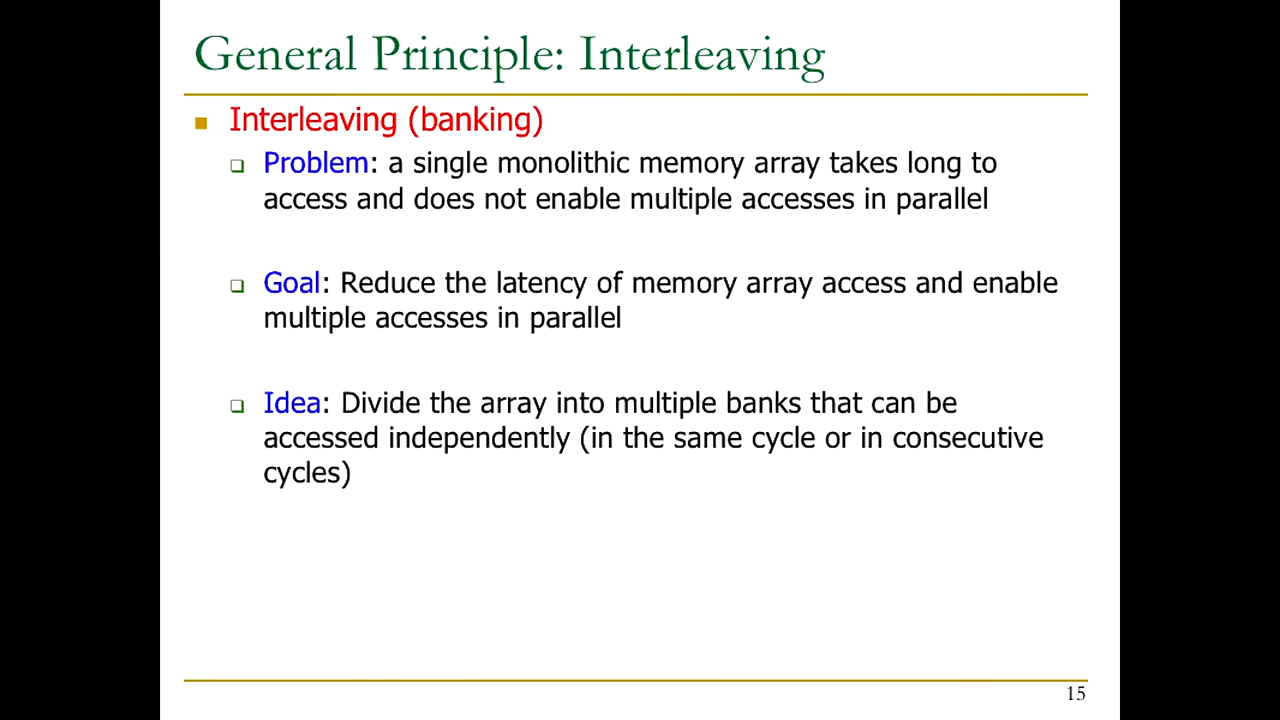 General Principle: Interleaving
Interleaving (banking)
Problem: a single monolithic memory array takes long to
access and does not enable multiple accesses in parallel
Goal: Reduce the latency of memory array access and enable
multiple accesses in parallel
Idea: Divide the array into multiple banks that can be
accessed independently (in the same cycle or in consecutive
cycles)
15